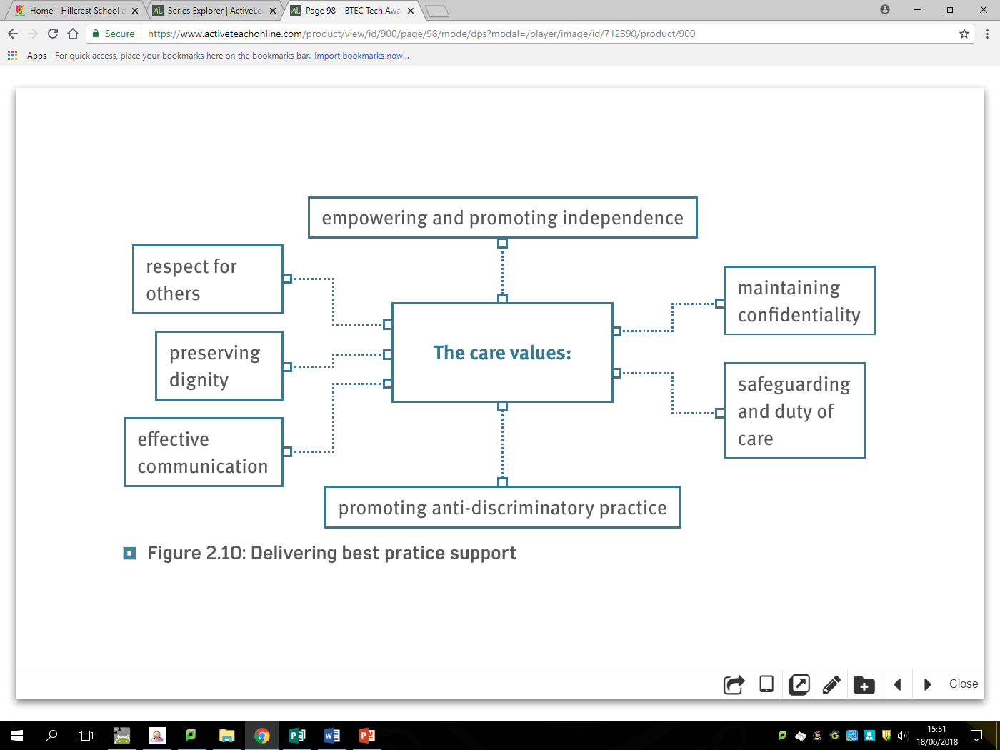 Home - Hillcrest School a
Series Explorer | ActiveLea
Page 98 – BTEC Tech Awa
Secure
https://www.activeteachonline.com/product/view/id/900/page/98/mode/dps?modal=/player/image/id/712390/product/900
Apps For quick access, place your bookmarks here on the bookmarks bar. Import bookmarks now...
empowering and promoting independence
respect for
others
maintaining
confidentiality
preserving
dignity
The care values:
safeguarding
and duty of
care
effective
communication
promoting anti-discriminatory practice
Figure 2.10: Delivering best pratice support
Close
15:51
18/06/2018